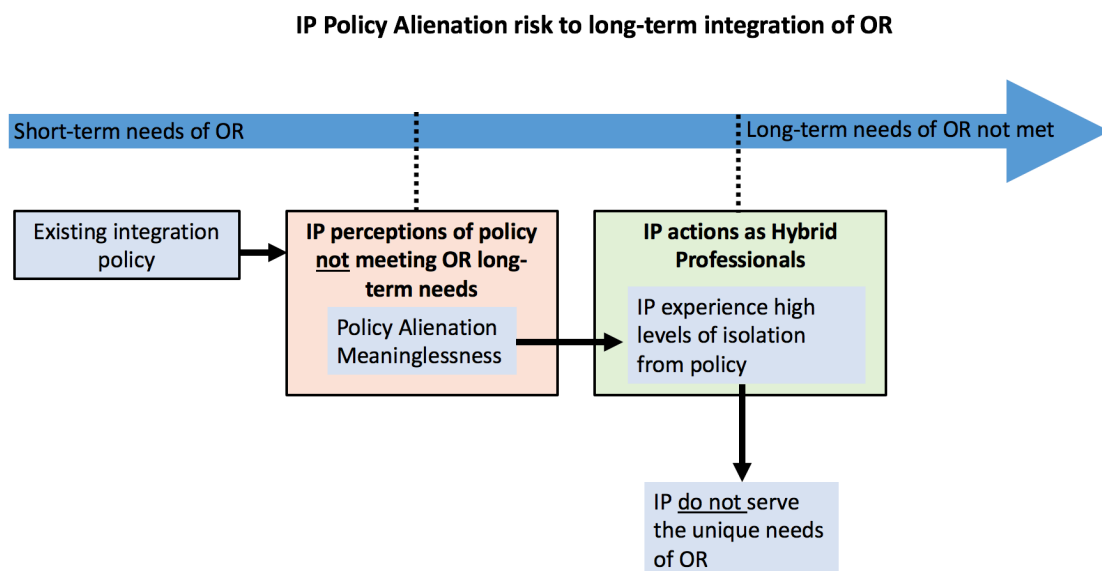 IP Policy Alienation risk to long-term integration of OR
Short-term needs of OR
Long-term needs of OR not met
Existing integration
policy
IP perceptions of policy
not meeting OR long-
term needs
Policy Alienation
Meaninglessness
IP actions as Hybrid
Professionals
IP experience high
levels of isolation
from policy
IP do not serve
the unique needs
of OR